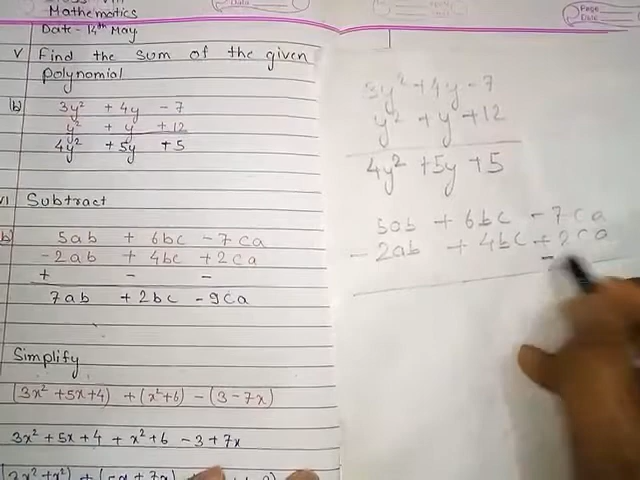 Mathematics
Date - 14th May
V Find the sum of the given
polynomial
(b) 3y² + 4y - 7
y² + y + 12
4y² + 5y + 5
VI Subtract
(b) 5ab + 6bc - 7ca
-2ab + 4bc + 2ca
+ - -
7ab + 2bc - 9ca
Simplify
(3x² + 5x + 4) + (x² + 6) - (3 - 7x)
3x² + 5x + 4 + x² + 6 - 3 + 7x
Date
Page
Date
3y² + 4y - 7
y² + y + 12
4y² + 5y + 5
5ab + 6bc - 7ca
- 2ab + 4bc + 2ca
-